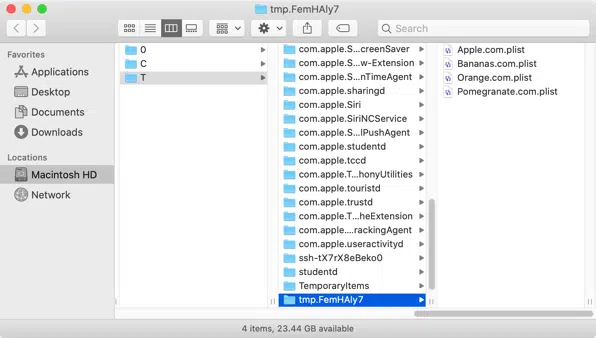 tmp.FemHAly7
Search
Favorites
Applications
Desktop
Documents
Downloads
Locations
Macintosh HD
Network
0
C
T
com.apple.S...creenSaver
com.apple.S...w-Extension
com.apple.S...nTimeAgent
com.apple.sharingd
com.apple.Siri
com.apple.SiriNCService
com.apple.S...lPushAgent
com.apple.studentd
com.apple.tccd
com.apple.T...honyUtilities
com.apple.touristd
com.apple.trustd
com.apple.T...heExtension
com.apple....rackingAgent
com.apple.useractivityd
ssh-tX7rX8eBeko0
studentd
TemporaryItems
tmp.FemHAly7
Apple.com.plist
Bananas.com.plist
Orange.com.plist
Pomegranate.com.plist
4 items, 23.44 GB available